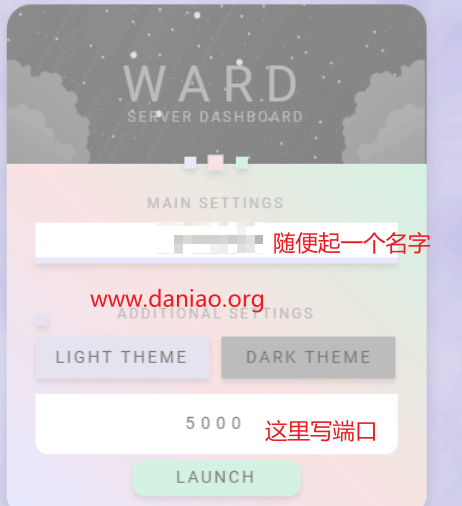 WARD
SERVER DASHBOARD
MAIN SETTINGS
随便起一个名字
www.daniao.org
ADDITIONAL SETTINGS
LIGHT THEME DARK THEME
5000 这里写端口
LAUNCH